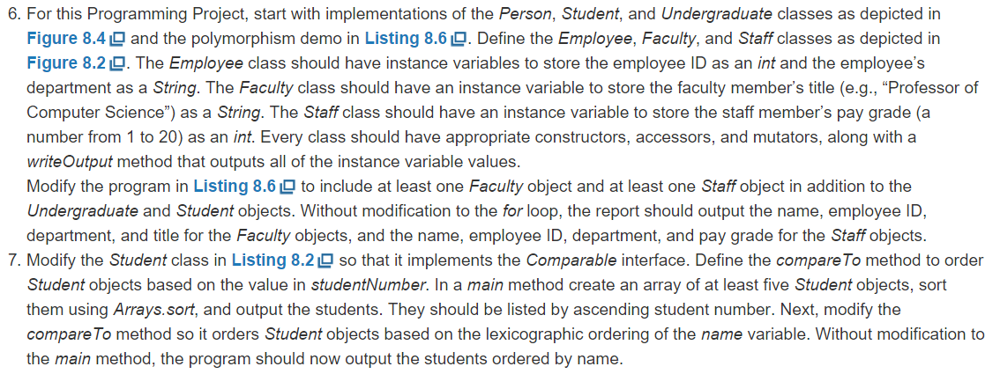 6. For this Programming Project, start with implementations of the Person, Student, and Undergraduate classes as depicted in
Figure 8.4 and the polymorphism demo in Listing 8.6. Define the Employee, Faculty, and Staff classes as depicted in
Figure 8.2. The Employee class should have instance variables to store the employee ID as an int and the employee's
department as a String. The Faculty class should have an instance variable to store the faculty member's title (e.g., “Professor of
Computer Science”) as a String. The Staff class should have an instance variable to store the staff member's pay grade (a
number from 1 to 20) as an int. Every class should have appropriate constructors, accessors, and mutators, along with a
writeOutput method that outputs all of the instance variable values.
Modify the program in Listing 8.6 to include at least one Faculty object and at least one Staff object in addition to the
Undergraduate and Student objects. Without modification to the for loop, the report should output the name, employee ID,
department, and title for the Faculty objects, and the name, employee ID, department, and pay grade for the Staff objects.
7. Modify the Student class in Listing 8.2 so that it implements the Comparable interface. Define the compareTo method to order
Student objects based on the value in studentNumber. In a main method create an array of at least five Student objects, sort
them using Arrays.sort, and output the students. They should be listed by ascending student number. Next, modify the
compareTo method so it orders Student objects based on the lexicographic ordering of the name variable. Without modification to
the main method, the program should now output the students ordered by name.